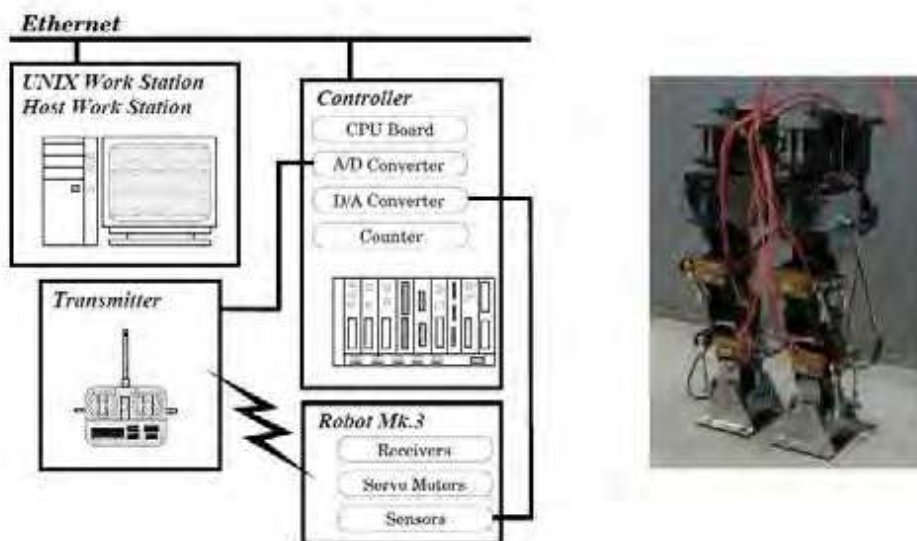 Ethernet
UNIX Work Station
Host Work Station
Controller
CPU Board
A/D Converter
D/A Converter
Counter
Transmitter
Robot Mk.3
Receivers
Servo Motors
Sensors